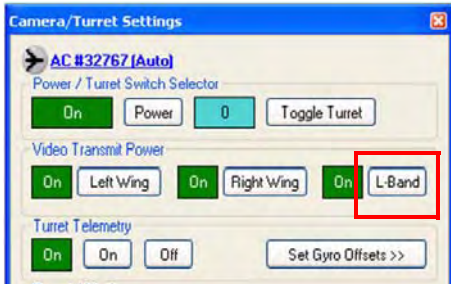 Camera/Turret Settings
AC #32767 (Auto)
Power / Turret Switch Selector
On Power 0 Toggle Turret
Video Transmit Power
On Left Wing On Right Wing On L-Band
Turret Telemetry
On On Off Set Gyro Offsets >>